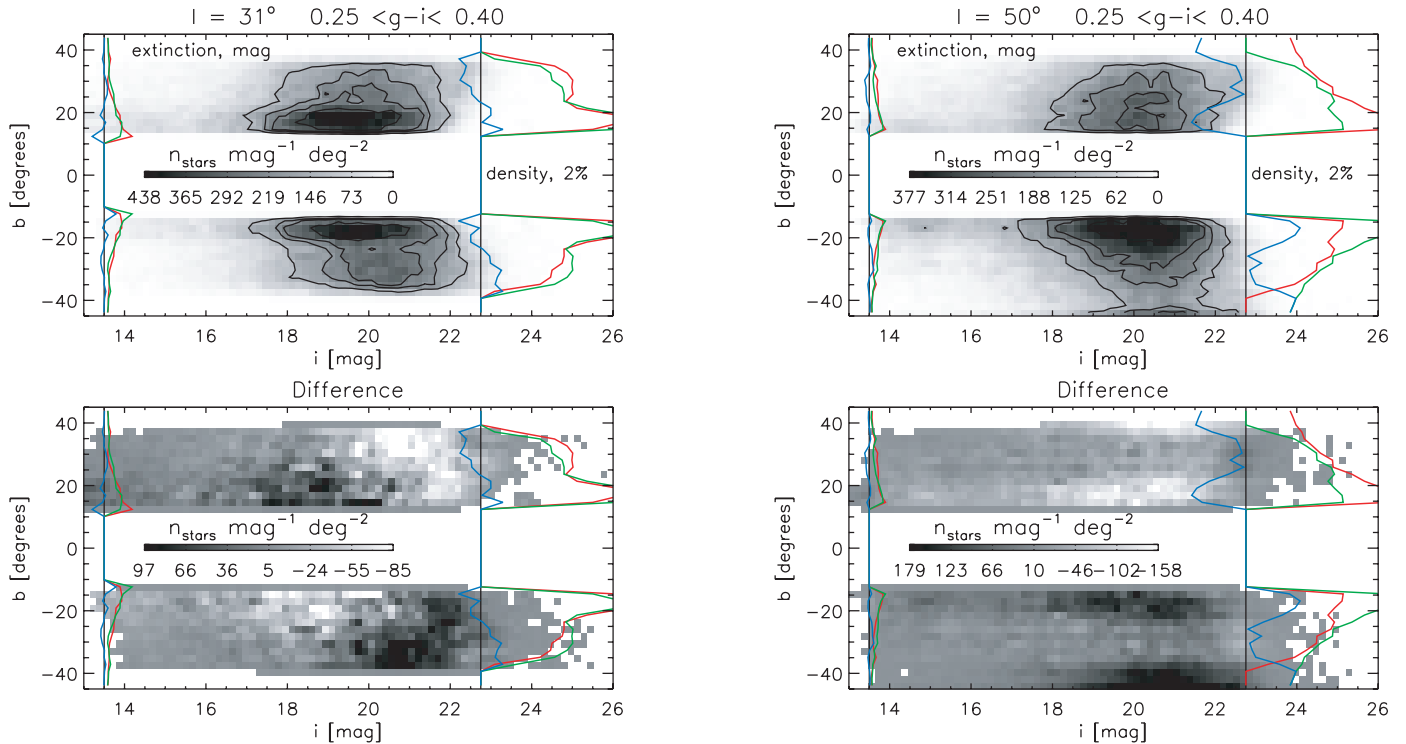 l = 31° 0.25 <g-i< 0.40
extinction, mag
n_stars mag⁻¹ deg⁻²
438 365 292 219 146 73 0
density, 2%
40
20
0
−20
−40
b [degrees]
14 16 18 20 22 24 26
i [mag]
l = 50° 0.25 <g-i< 0.40
extinction, mag
n_stars mag⁻¹ deg⁻²
377 314 251 188 125 62 0
density, 2%
40
20
0
−20
−40
b [degrees]
14 16 18 20 22 24 26
i [mag]
Difference
n_stars mag⁻¹ deg⁻²
97 66 36 5 −24 −55 −85
40
20
0
−20
−40
b [degrees]
14 16 18 20 22 24 26
i [mag]
Difference
n_stars mag⁻¹ deg⁻²
179 123 66 10 −46 −102 −158
40
20
0
−20
−40
b [degrees]
14 16 18 20 22 24 26
i [mag]